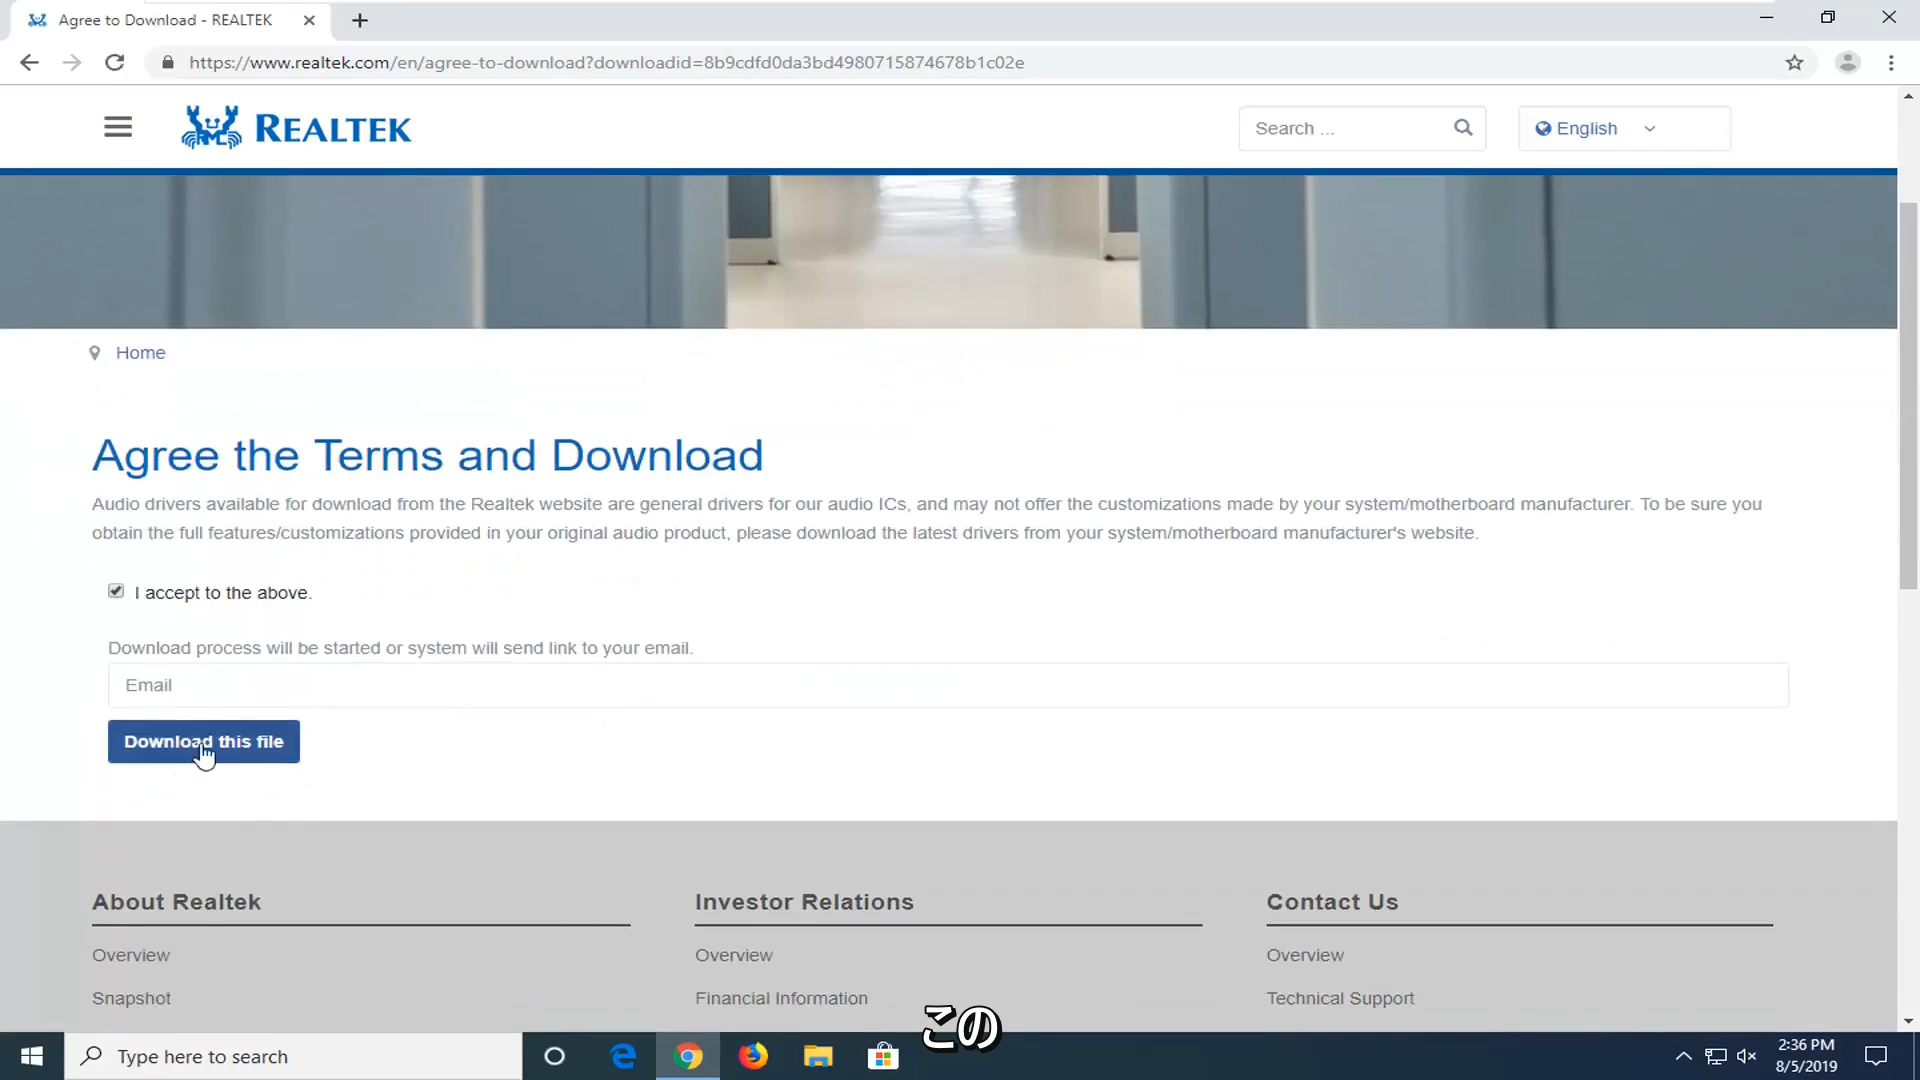 Agree to Download - REALTEK
https://www.realtek.com/en/agree-to-download?downloadid=8b9cdfd0da3bd4980715874678b1c02e
REALTEK
Search ...
English
Home
Agree the Terms and Download
Audio drivers available for download from the Realtek website are general drivers for our audio ICs, and may not offer the customizations made by your system/motherboard manufacturer. To be sure you
obtain the full features/customizations provided in your original audio product, please download the latest drivers from your system/motherboard manufacturer's website.
I accept to the above.
Download process will be started or system will send link to your email.
Email
Download this file
About Realtek
Overview
Snapshot
Investor Relations
Overview
Financial Information
Contact Us
Overview
Technical Support
この
Type here to search
2:36 PM
8/5/2019